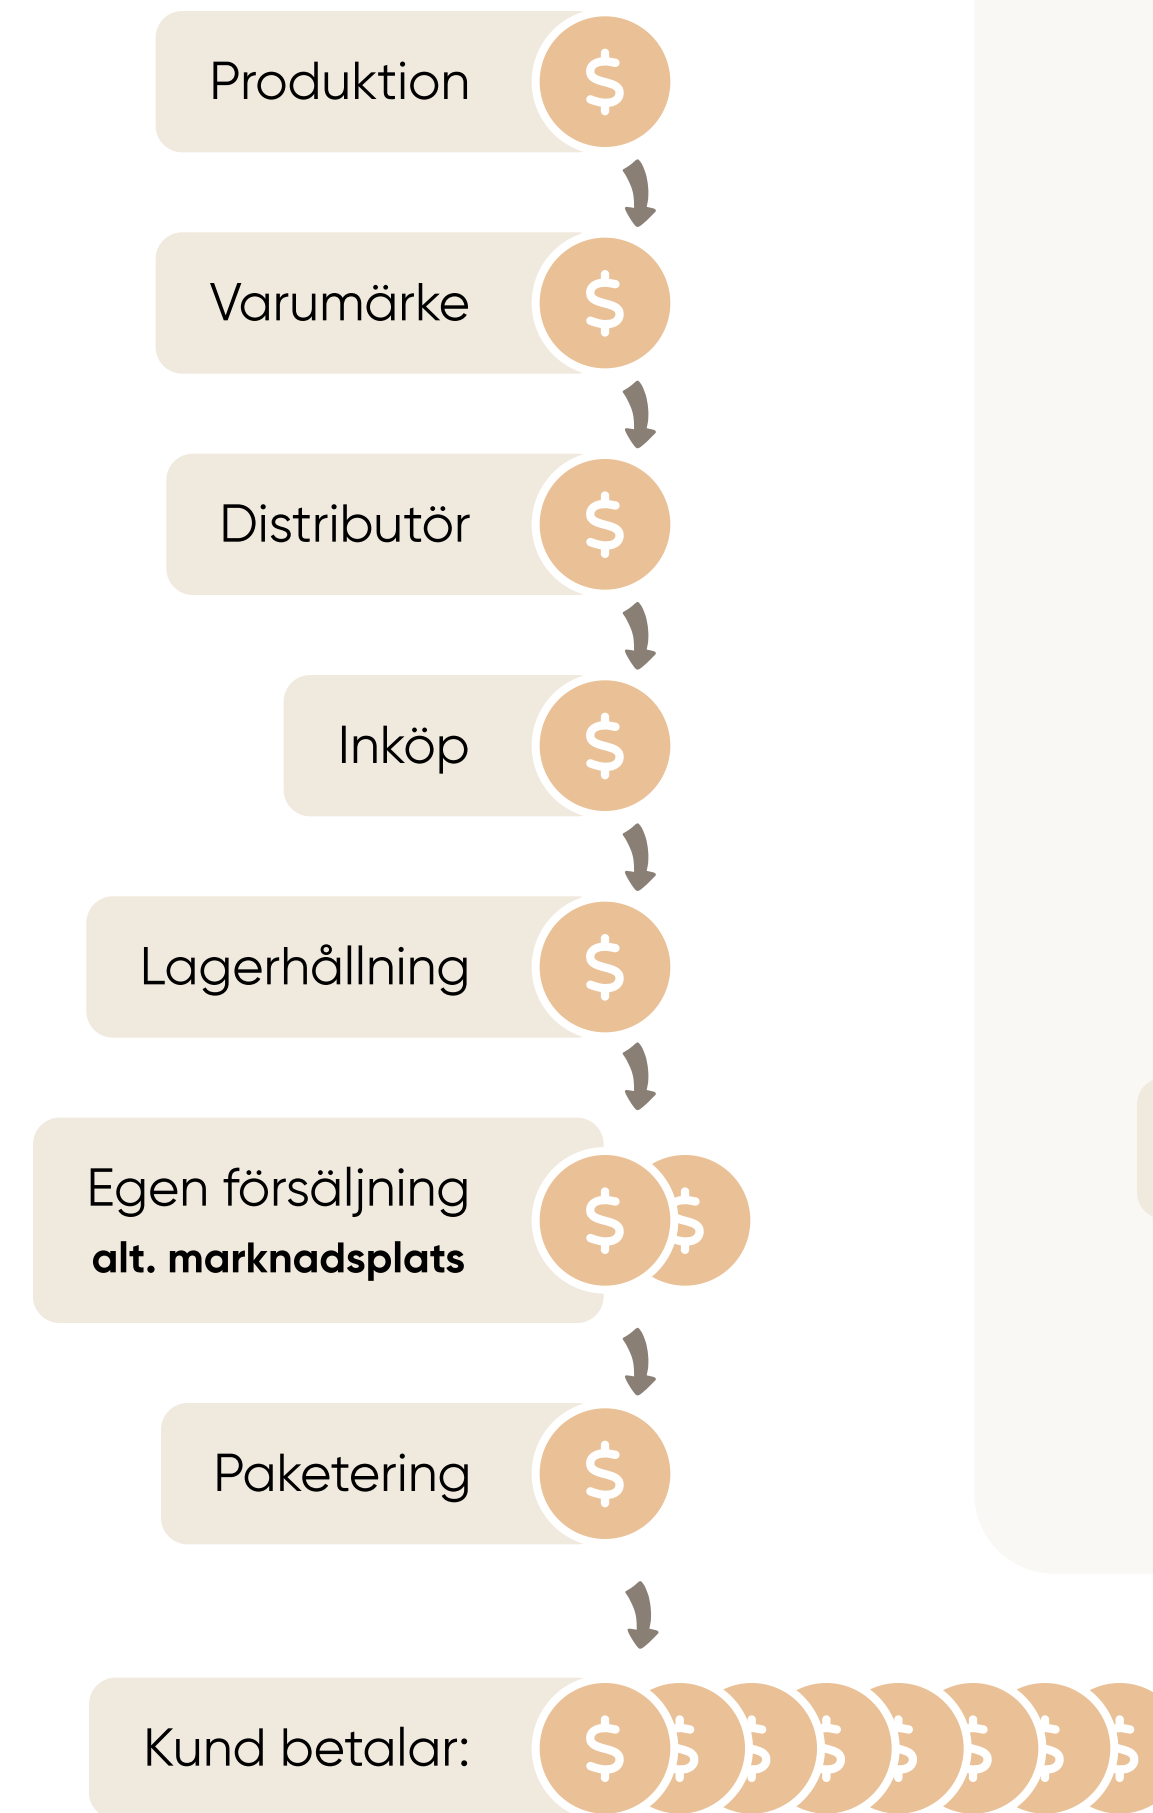 Produktion $
Varumärke $
Distributör $
Inköp $
Lagerhållning $
Egen försäljning $ $
alt. marknadsplats
Paketering $
Kund betalar: $ $ $ $ $ $ $ $